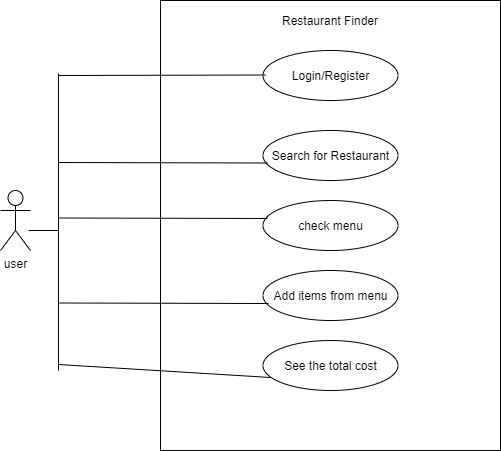 Restaurant Finder
Login/Register
Search for Restaurant
check menu
Add items from menu
See the total cost
user